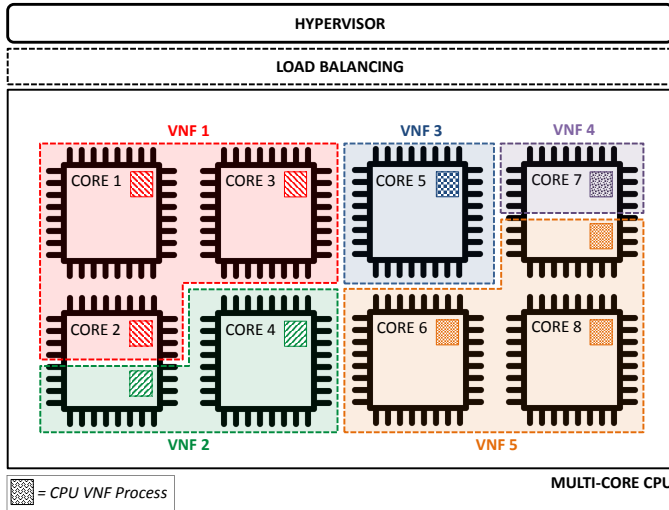 HYPERVISOR
LOAD BALANCING
VNF 1
VNF 3
VNF 4
CORE 1
CORE 3
CORE 5
CORE 7
CORE 2
CORE 4
CORE 6
CORE 8
VNF 2
VNF 5
MULTI-CORE CPU
= CPU VNF Process